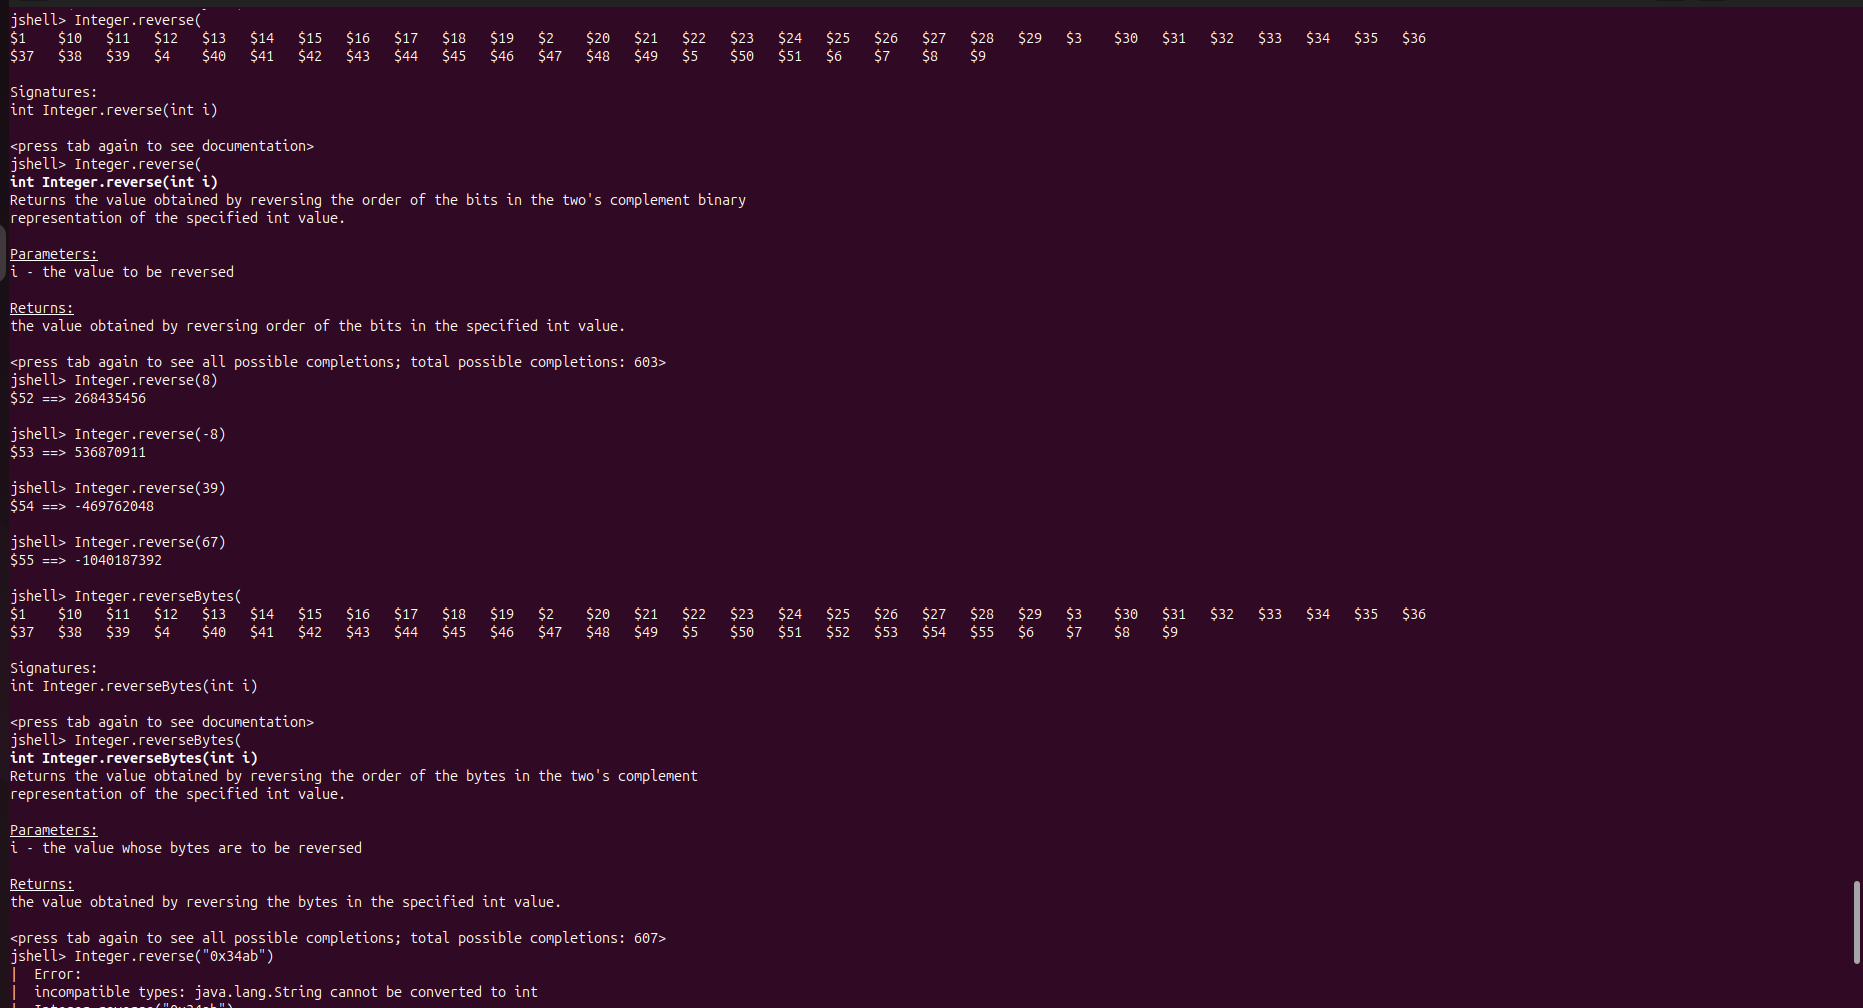 jshell> Integer.reverse(
$1 $10 $11 $12 $13 $14 $15 $16 $17 $18 $19 $2 $20 $21 $22 $23 $24 $25 $26 $27 $28 $29 $3 $30 $31 $32 $33 $34 $35 $36
$37 $38 $39 $4 $40 $41 $42 $43 $44 $45 $46 $47 $48 $49 $5 $50 $51 $6 $7 $8 $9
Signatures:
int Integer.reverse(int i)
<press tab again to see documentation>
jshell> Integer.reverse(
int Integer.reverse(int i)
Returns the value obtained by reversing the order of the bits in the two's complement binary
representation of the specified int value.
Parameters:
i - the value to be reversed
Returns:
the value obtained by reversing order of the bits in the specified int value.
<press tab again to see all possible completions; total possible completions: 603>
jshell> Integer.reverse(8)
$52 ==> 268435456
jshell> Integer.reverse(-8)
$53 ==> 536870911
jshell> Integer.reverse(39)
$54 ==> -469762048
jshell> Integer.reverse(67)
$55 ==> -1040187392
jshell> Integer.reverseBytes(
$1 $10 $11 $12 $13 $14 $15 $16 $17 $18 $19 $2 $20 $21 $22 $23 $24 $25 $26 $27 $28 $29 $3 $30 $31 $32 $33 $34 $35 $36
$37 $38 $39 $4 $40 $41 $42 $43 $44 $45 $46 $47 $48 $49 $5 $50 $51 $52 $53 $54 $55 $6 $7 $8 $9
Signatures:
int Integer.reverseBytes(int i)
<press tab again to see documentation>
jshell> Integer.reverseBytes(
int Integer.reverseBytes(int i)
Returns the value obtained by reversing the order of the bytes in the two's complement
representation of the specified int value.
Parameters:
i - the value whose bytes are to be reversed
Returns:
the value obtained by reversing the bytes in the specified int value.
<press tab again to see all possible completions; total possible completions: 607>
jshell> Integer.reverse("0x34ab")
| Error:
| incompatible types: java.lang.String cannot be converted to int
| Integer.reverse("0x34ab")